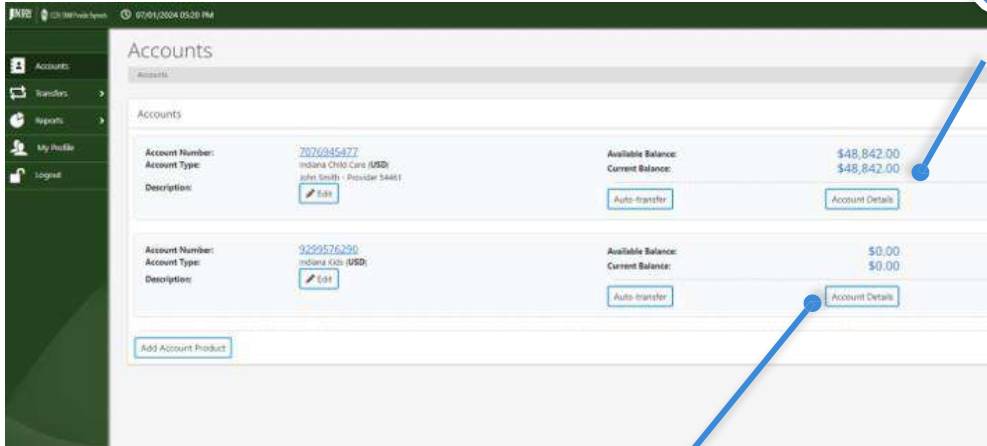 07/01/2024 05:20 PM
Accounts
Accounts
Accounts
Transfers
Reports
My Profile
Logout
Accounts
Account Number: 7076945477 Available Balance: $48,842.00
Account Type: Indiana Child Care (USD) Current Balance: $48,842.00
John Smith - Provider 54461
Description: Edit Auto-transfer Account Details
Account Number: 9299576290 Available Balance: $0.00
Account Type: Indiana Kids (USD) Current Balance: $0.00
Description: Edit Auto-transfer Account Details
Add Account Product